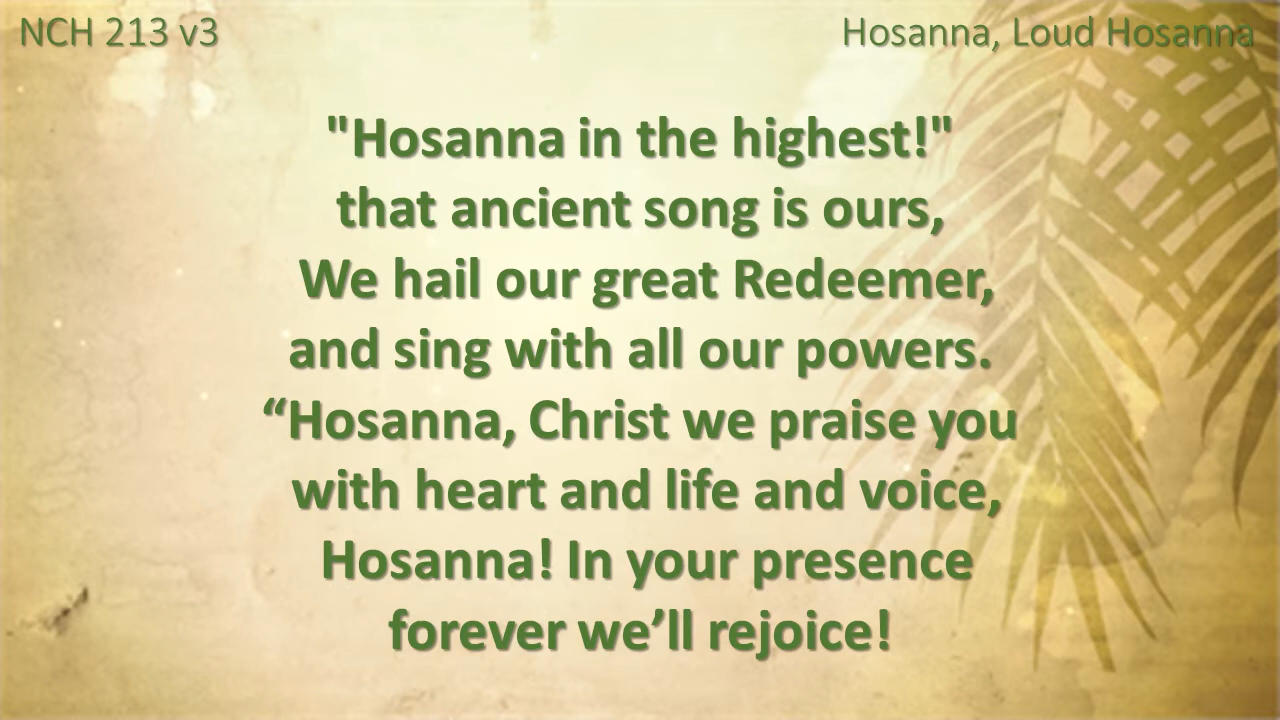 NCH 213 v3
Hosanna, Loud Hosanna
"Hosanna in the highest!"
that ancient song is ours,
We hail our great Redeemer,
and sing with all our powers.
“Hosanna, Christ we praise you
with heart and life and voice,
Hosanna! In your presence
forever we’ll rejoice!